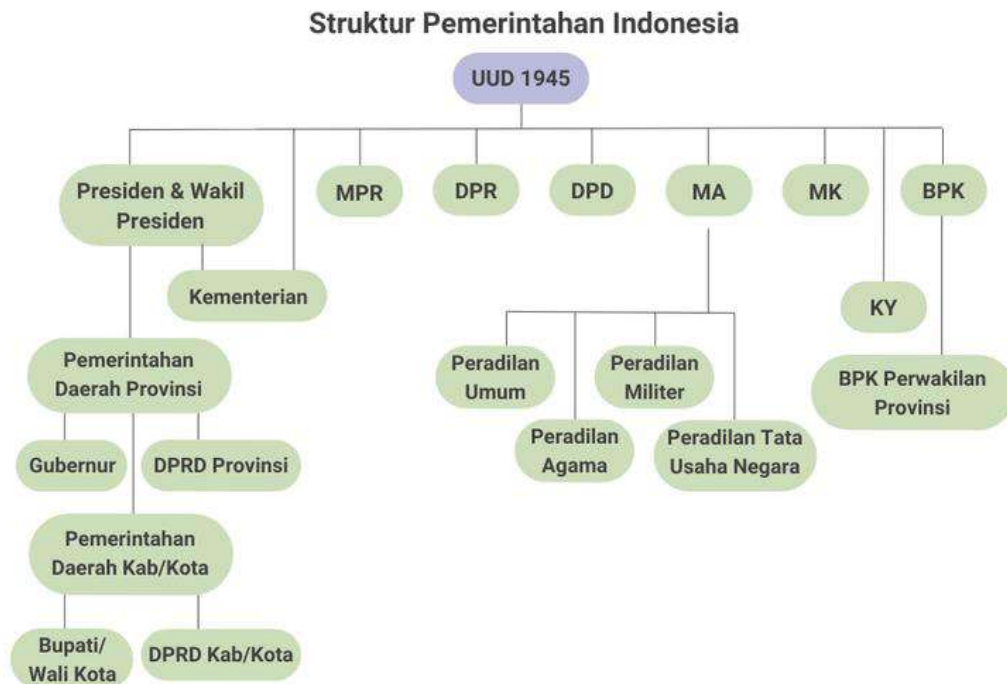 Struktur Pemerintahan Indonesia
UUD 1945
Presiden & Wakil
Presiden
MPR
DPR
DPD
MA
MK
BPK
Kementerian
KY
Pemerintahan
Daerah Provinsi
Peradilan
Umum
Peradilan
Militer
BPK Perwakilan
Provinsi
Gubernur
DPRD Provinsi
Peradilan
Agama
Peradilan Tata
Usaha Negara
Pemerintahan
Daerah Kab/Kota
Bupati/
Wali Kota
DPRD Kab/Kota